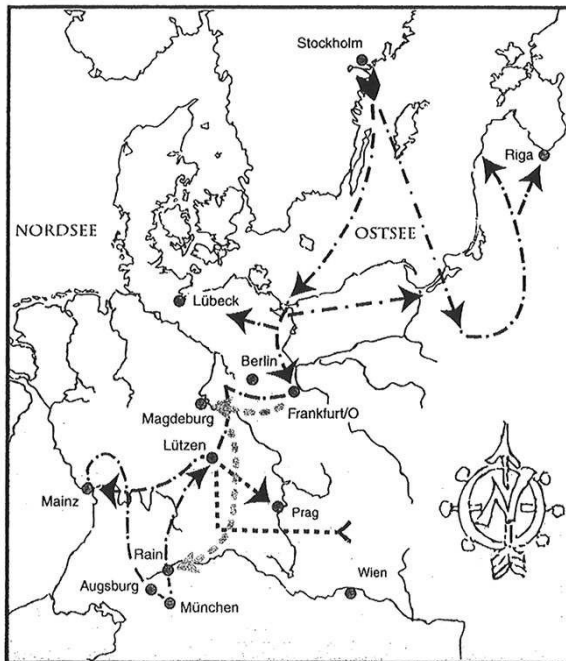 Stockholm
Riga
NORDSEE
OSTSEE
Lübeck
Berlin
Magdeburg
Frankfurt/O
Lützen
Mainz
Prag
Rain
Augsburg
München
Wien
N